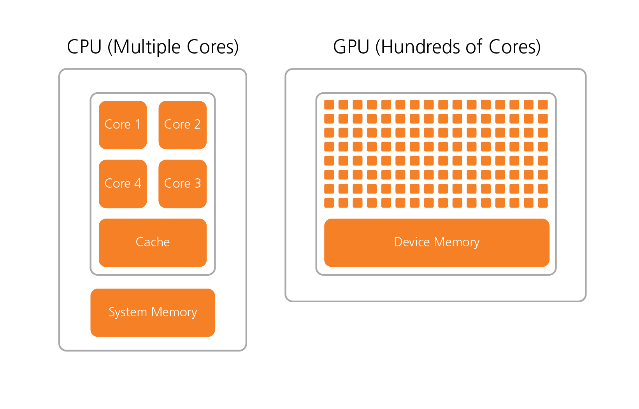 CPU (Multiple Cores)
GPU (Hundreds of Cores)
Core 1
Core 2
Core 4
Core 3
Cache
System Memory
Device Memory